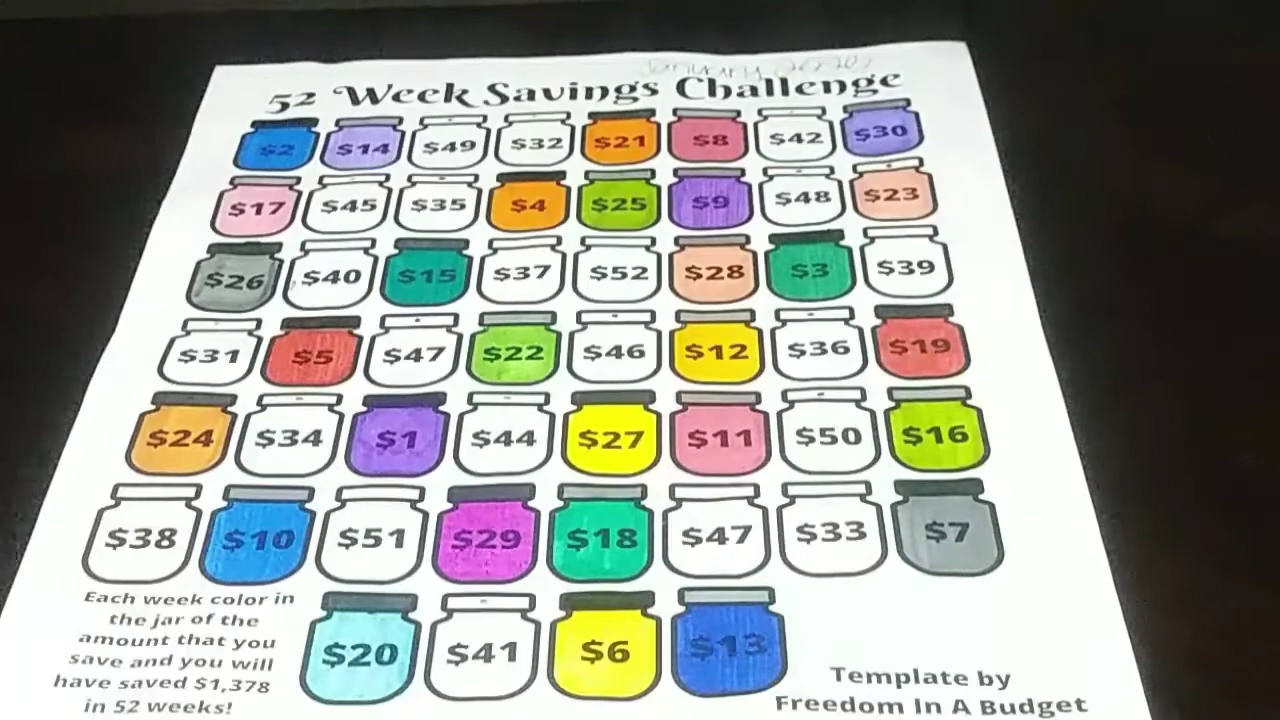 January 2020
52 Week Savings Challenge
$2 $14 $49 $32 $21 $8 $42 $30
$17 $45 $35 $4 $25 $9 $48 $23
$26 $40 $15 $37 $52 $28 $3 $39
$31 $5 $47 $22 $46 $12 $36 $19
$24 $34 $1 $44 $27 $11 $50 $16
$38 $10 $51 $29 $18 $47 $33 $7
$20 $41 $6 $13
Each week color in
the jar of the
amount that you
save and you will
have saved $1,378
in 52 weeks!
Template by
Freedom In A Budget